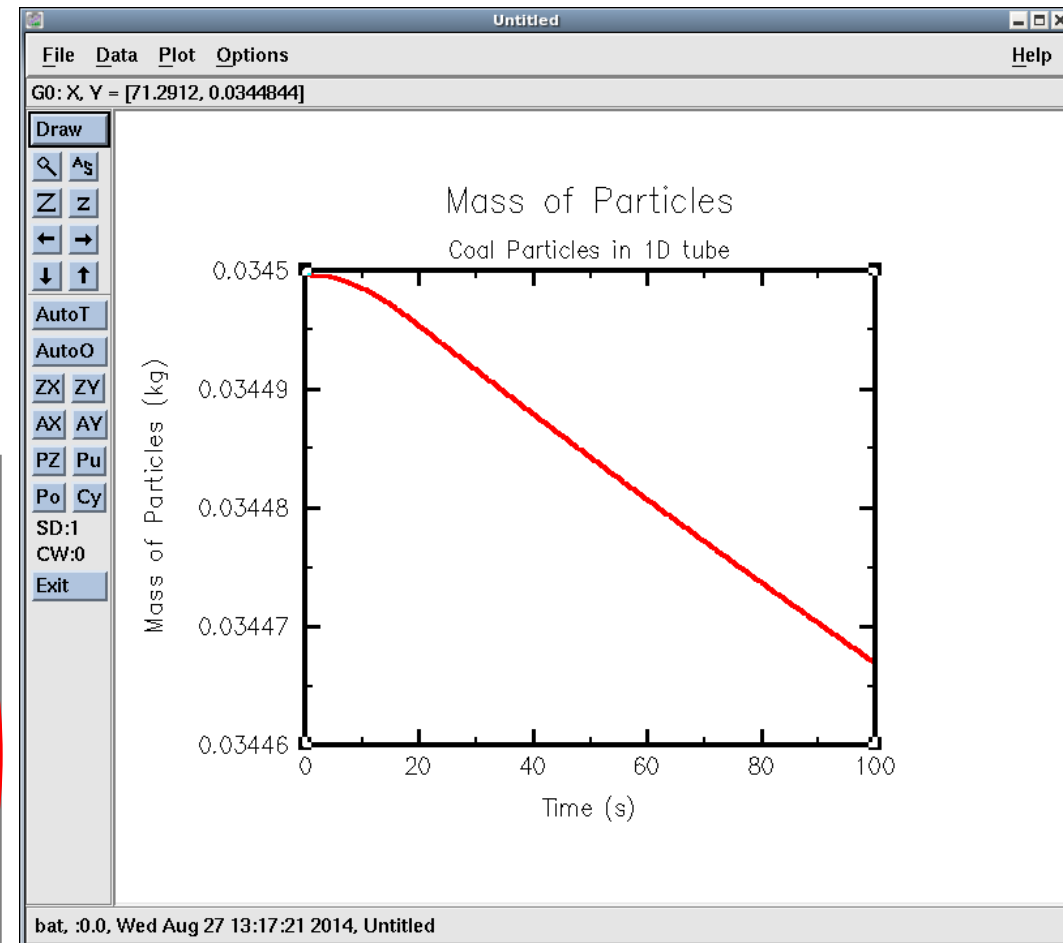 Untitled
File Data Plot Options Help
G0: X, Y = [71.2912, 0.0344844]
Draw
AS
Z z
AutoT
AutoO
ZX ZY
AX AY
PZ Pu
Po Cy
SD:1
CW:0
Exit
Mass of Particles
Coal Particles in 1D tube
Mass of Particles (kg)
0.0345
0.03449
0.03448
0.03447
0.03446
0 20 40 60 80 100
Time (s)
bat, :0.0, Wed Aug 27 13:17:21 2014, Untitled